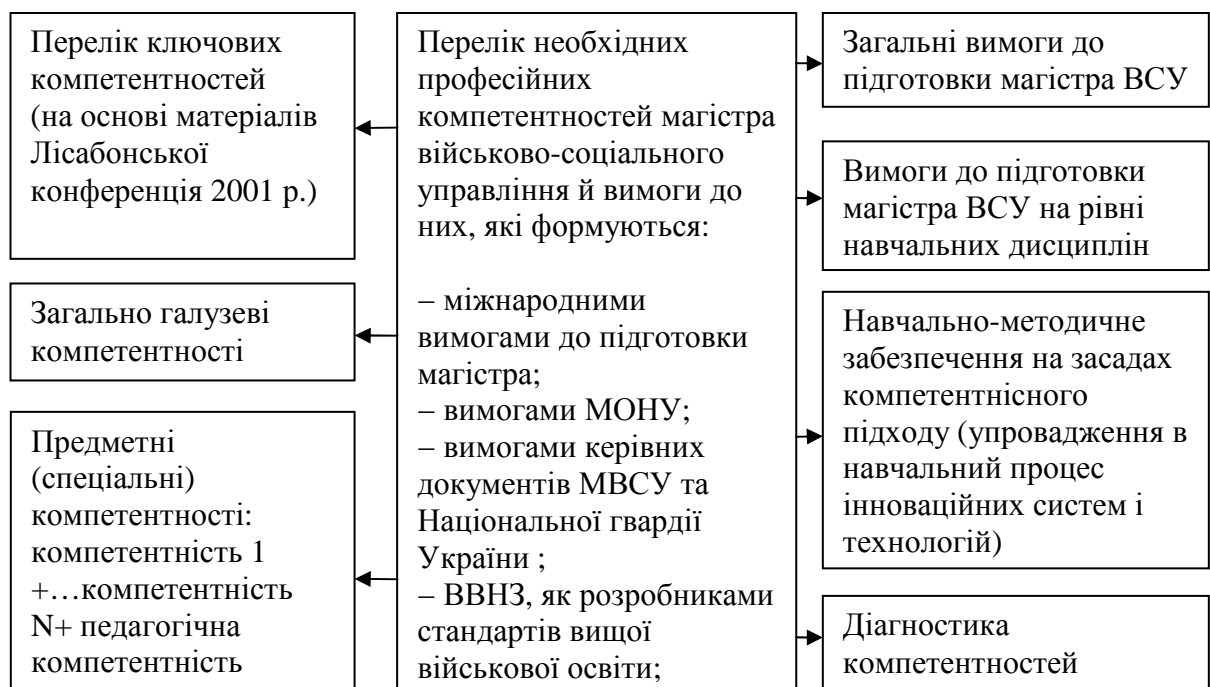 Перелік ключових
компетентностей
(на основі матеріалів
Лісабонської
конференція 2001 р.)
Загально галузеві
компетентності
Предметні
(спеціальні)
компетентності:
компетентність 1
+…компетентність
N+ педагогічна
компетентність
Перелік необхідних
професійних
компетентностей магістра
військово-соціального
управління й вимоги до
них, які формуються:
− міжнародними
вимогами до підготовки
магістра;
− вимогами МОНУ;
− вимогами керівних
документів МВСУ та
Національної гвардії
України ;
− ВВНЗ, як розробниками
стандартів вищої
військової освіти;
Загальні вимоги до
підготовки магістра ВСУ
Вимоги до підготовки
магістра ВСУ на рівні
навчальних дисциплін
Навчально-методичне
забезпечення на засадах
компетентнісного
підходу (упровадження в
навчальний процес
інноваційних систем і
технологій)
Діагностика
компетентностей